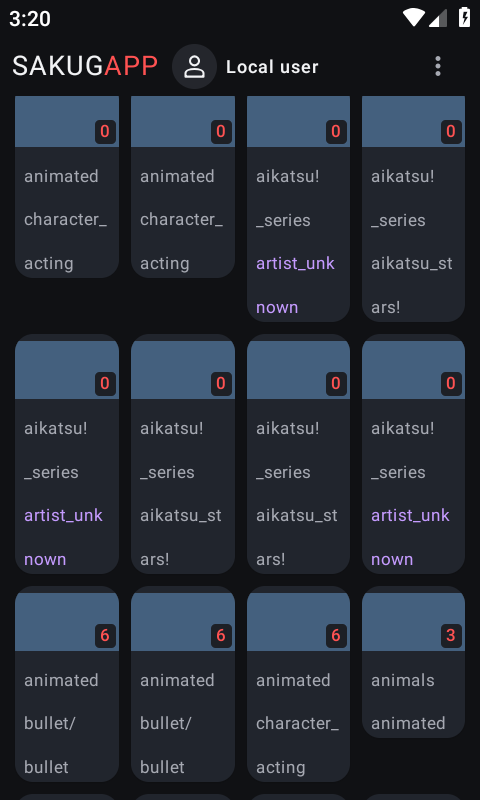 3:20
SAKUGAPP Local user
0 0 0 0
animated animated aikatsu! aikatsu!
character_ character_ _series _series
acting acting artist_unk aikatsu_st
nown ars!
0 0 0 0
aikatsu! aikatsu! aikatsu! aikatsu!
_series _series _series _series
artist_unk aikatsu_st aikatsu_st artist_unk
nown ars! ars! nown
6 6 6 3
animated animated animated animals
bullet/ bullet/ character_ animated
bullet bullet acting